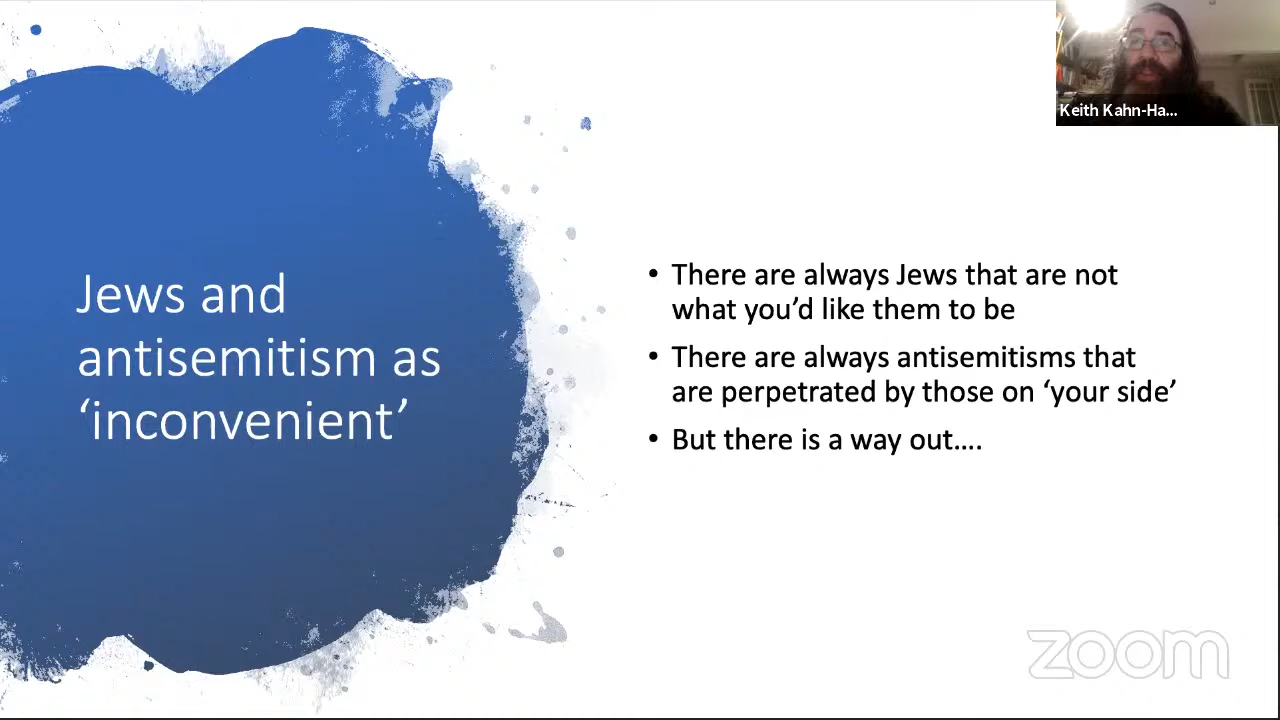 Keith Kahn-Ha...
Jews and
antisemitism as
‘inconvenient’
• There are always Jews that are not
what you’d like them to be
• There are always antisemitisms that
are perpetrated by those on ‘your side’
• But there is a way out….
zoom